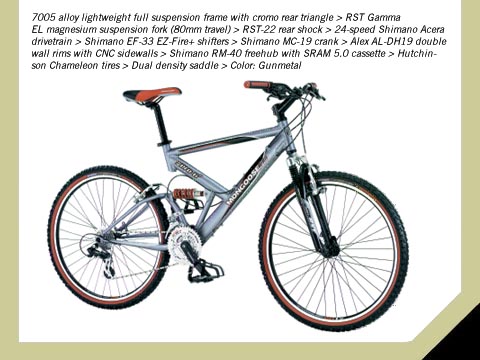 7005 alloy lightweight full suspension frame with cromo rear triangle > RST Gamma
EL magnesium suspension fork (80mm travel) > RST-22 rear shock > 24-speed Shimano Acera
drivetrain > Shimano EF-33 EZ-Fire+ shifters > Shimano MC-19 crank > Alex AL-DH19 double
wall rims with CNC sidewalls > Shimano RM-40 freehub with SRAM 5.0 cassette > Hutchin-
son Chameleon tires > Dual density saddle > Color: Gunmetal
MONGOOSE